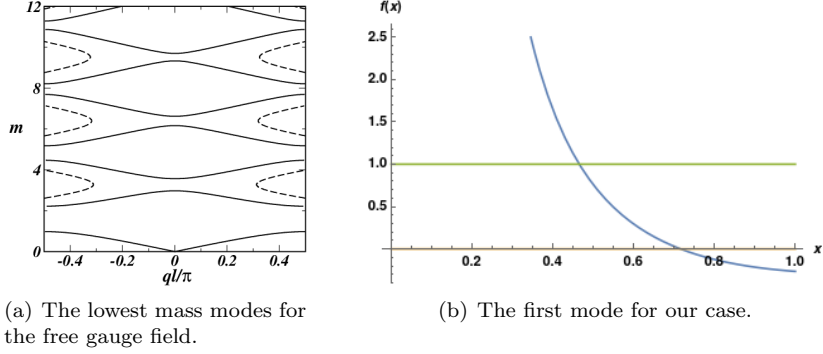 12
8
m
4
0
-0.4 -0.2 0 0.2 0.4
ql/π
(a) The lowest mass modes for
the free gauge field.
f(x)
2.5
2.0
1.5
1.0
0.5
0.2 0.4 0.6 0.8 1.0 x
(b) The first mode for our case.